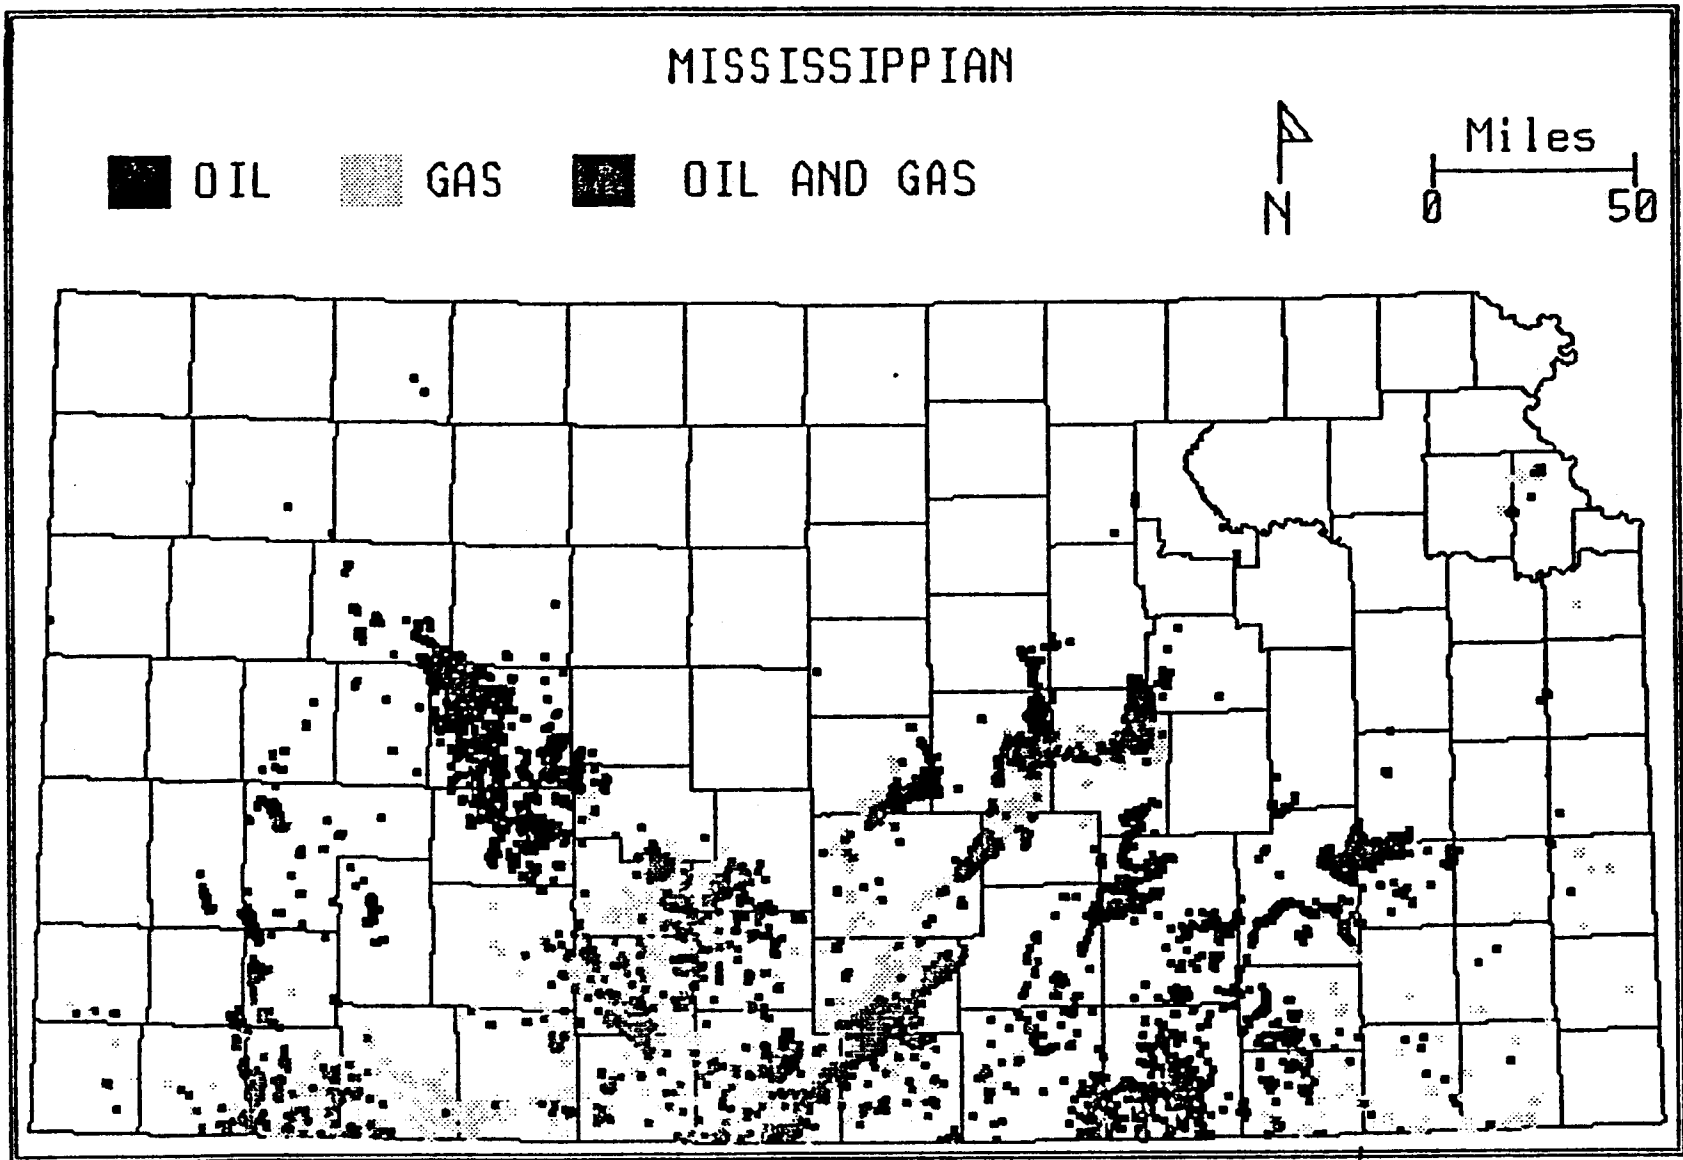 MISSISSIPPIAN
OIL GAS OIL AND GAS
N
Miles
0 50